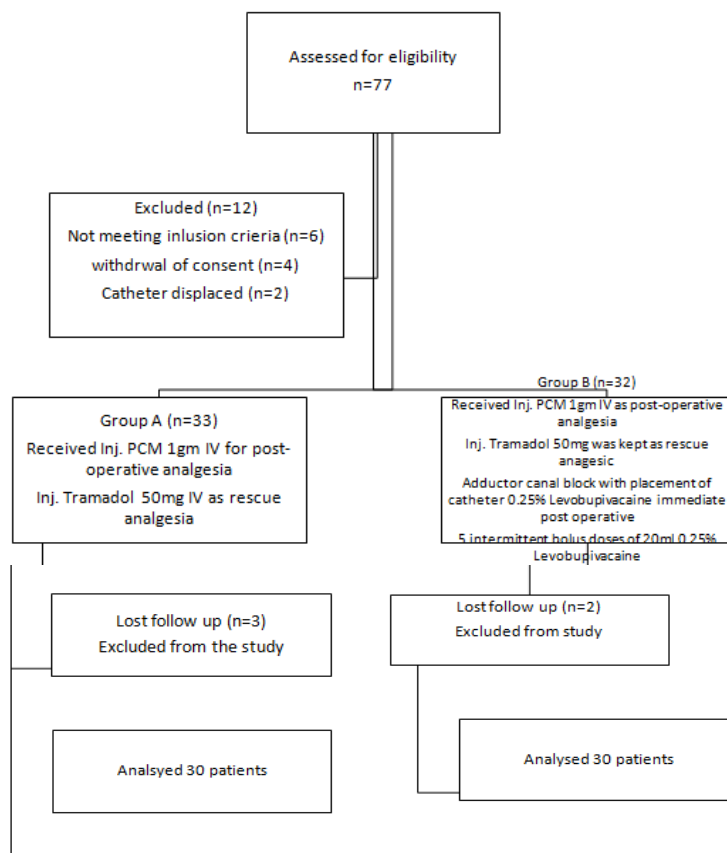 Assessed for eligibility
n=77
Excluded (n=12)
Not meeting inlusion crieria (n=6)
withdrwal of consent (n=4)
Catheter displaced (n=2)
Group A (n=33)
Received Inj. PCM 1gm IV for post-
operative analgesia
Inj. Tramadol 50mg IV as rescue
analgesia
Group B (n=32)
Received Inj. PCM 1gm IV as post-operative
analgesia
Inj. Tramadol 50mg was kept as rescue
anagesic
Adductor canal block with placement of
catheter 0.25% Levobupivacaine immediate
post operative
5 intermittent bolus doses of 20ml 0.25%
Levobupivacaine
Lost follow up (n=3)
Excluded from the study
Lost follow up (n=2)
Excluded from study
Analsyed 30 patients
Analysed 30 patients